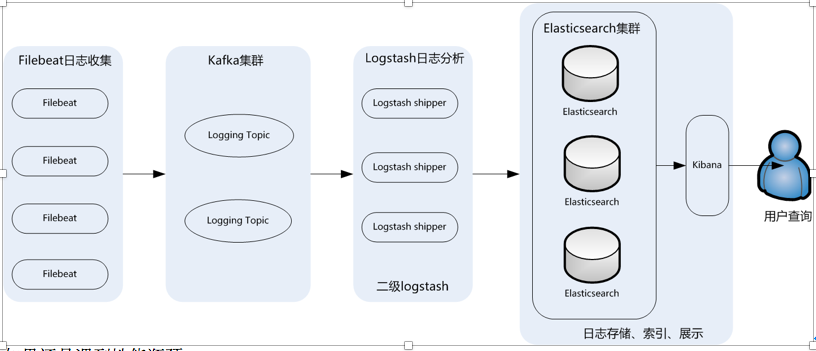 Filebeat日志收集
Filebeat
Filebeat
Filebeat
Filebeat
Kafka集群
Logging Topic
Logging Topic
Logstash日志分析
Logstash shipper
Logstash shipper
Logstash shipper
二级logstash
Elasticsearch集群
Elasticsearch
Elasticsearch
Elasticsearch
Kibana
用户查询
日志存储、索引、展示